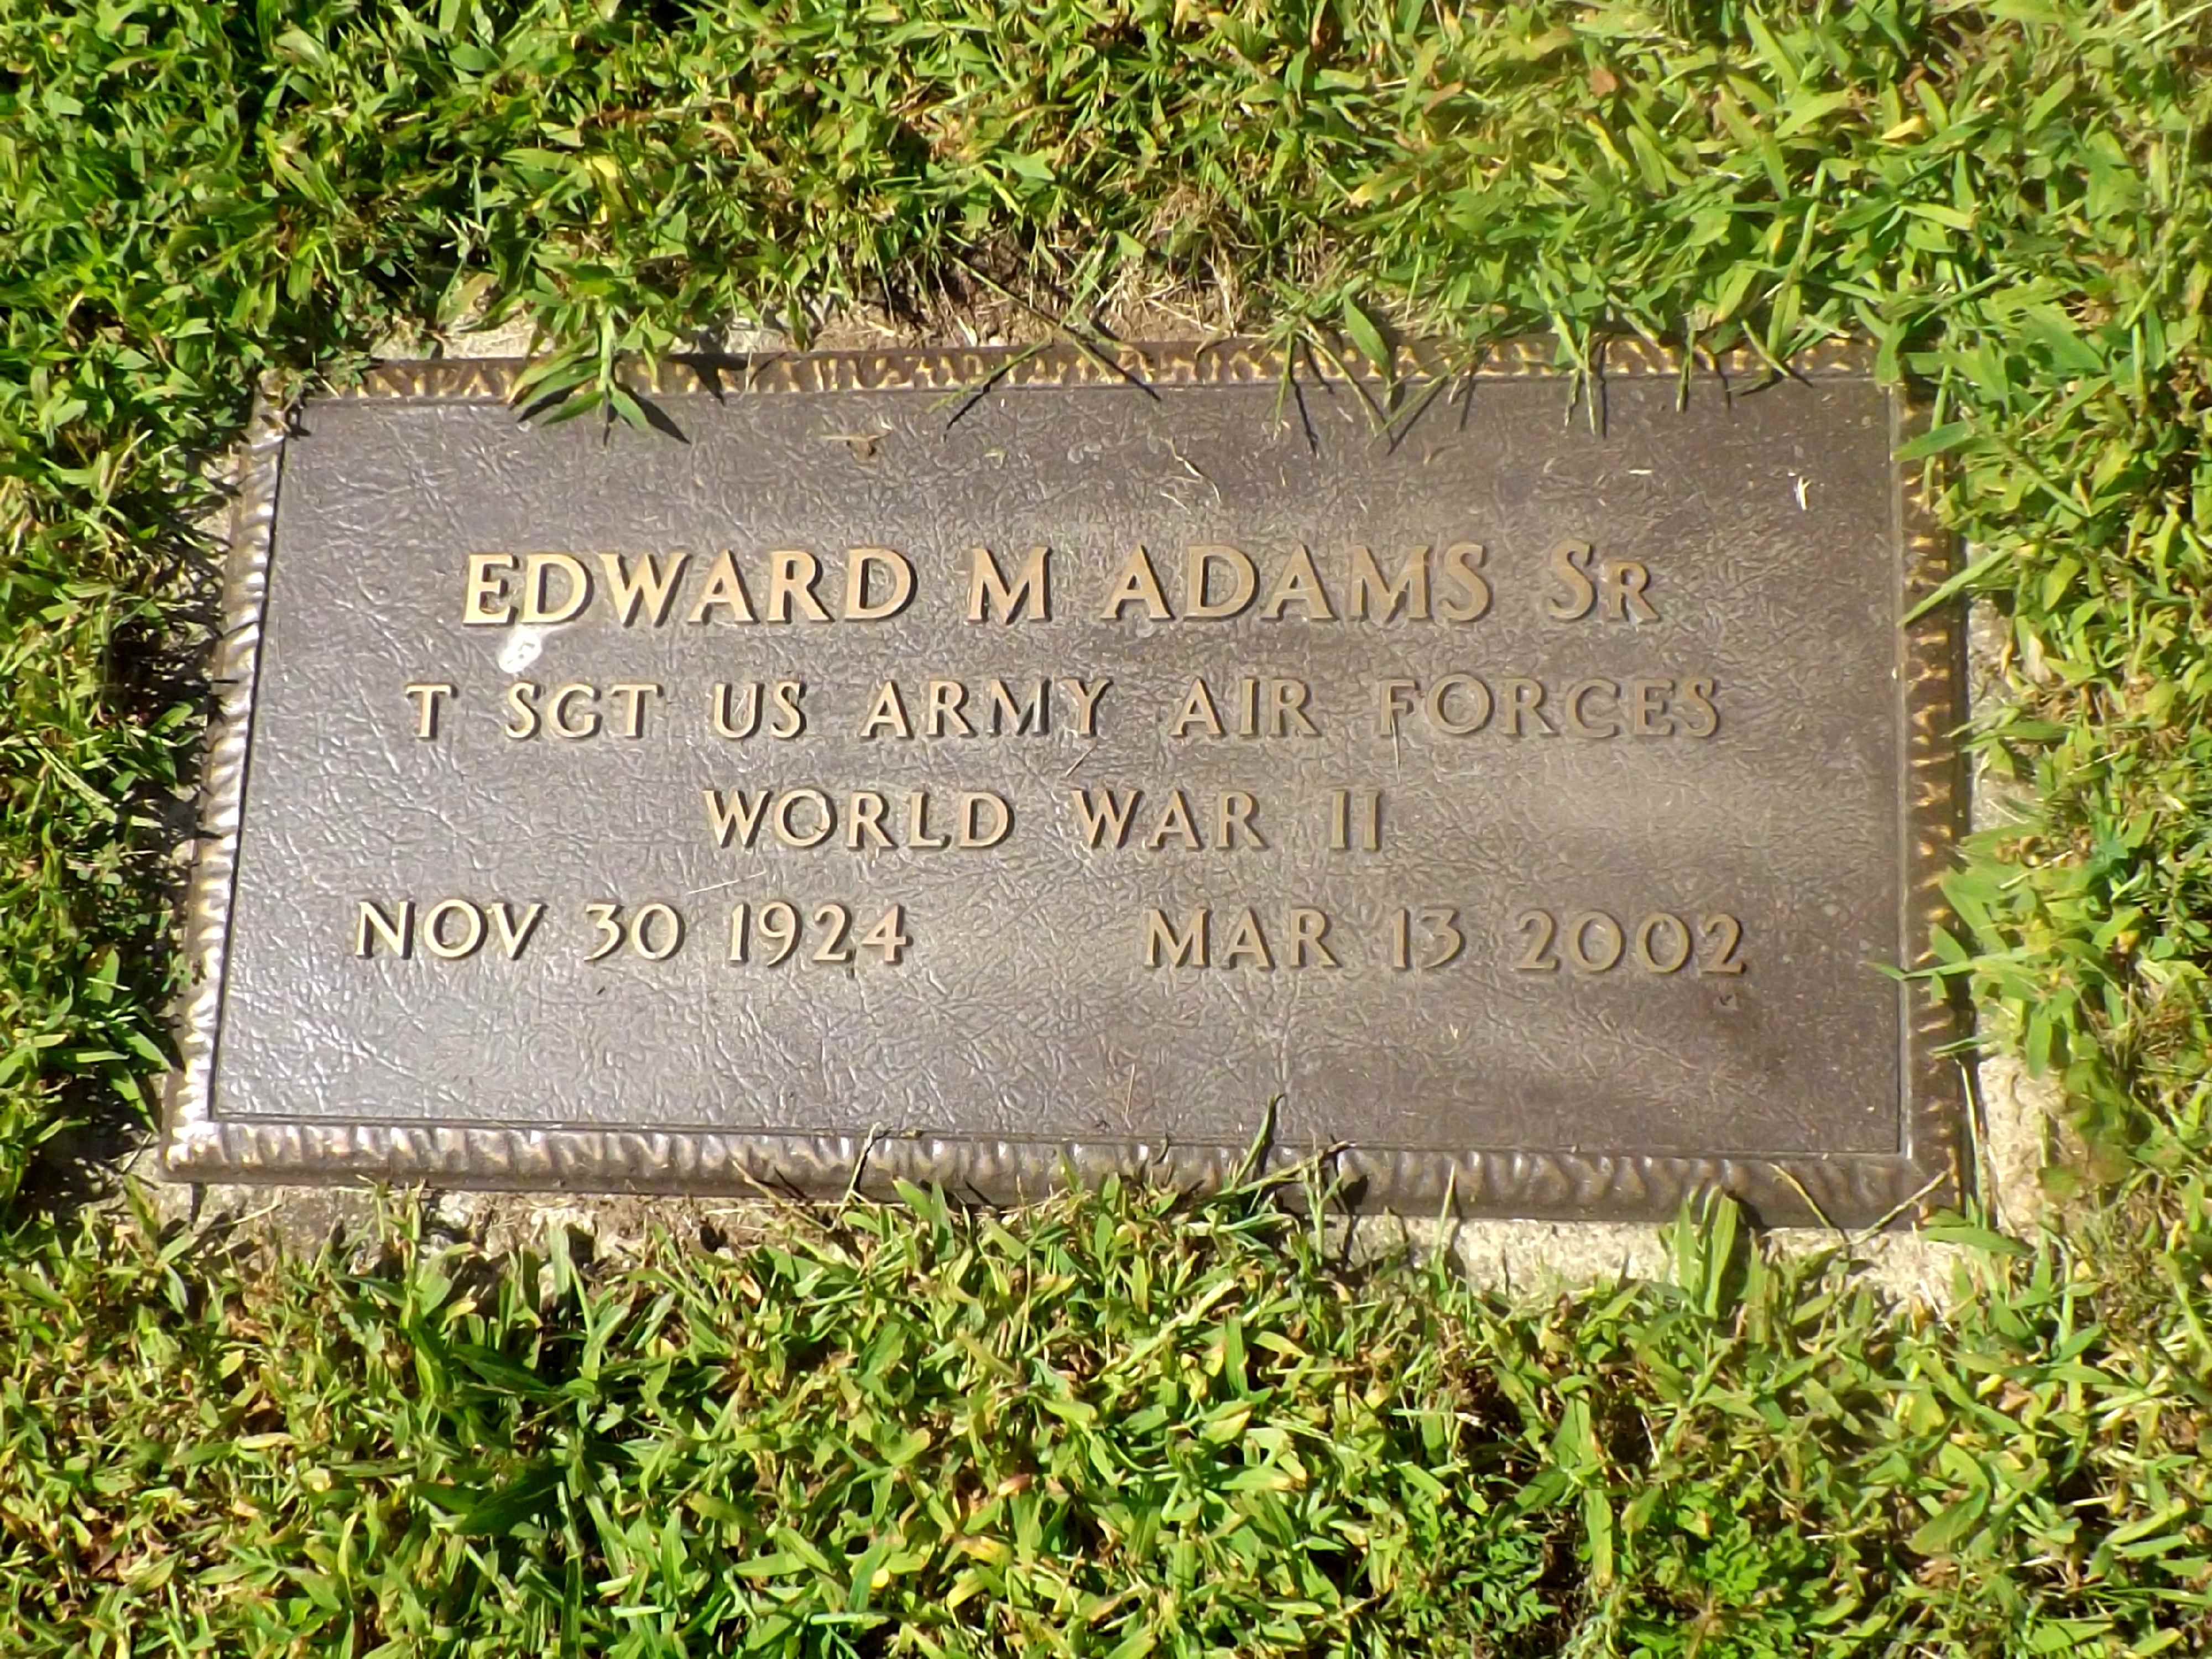 EDWARD M ADAMS SR
T SGT US ARMY AIR FORCES
WORLD WAR II
NOV 30 1924 MAR 13 2002